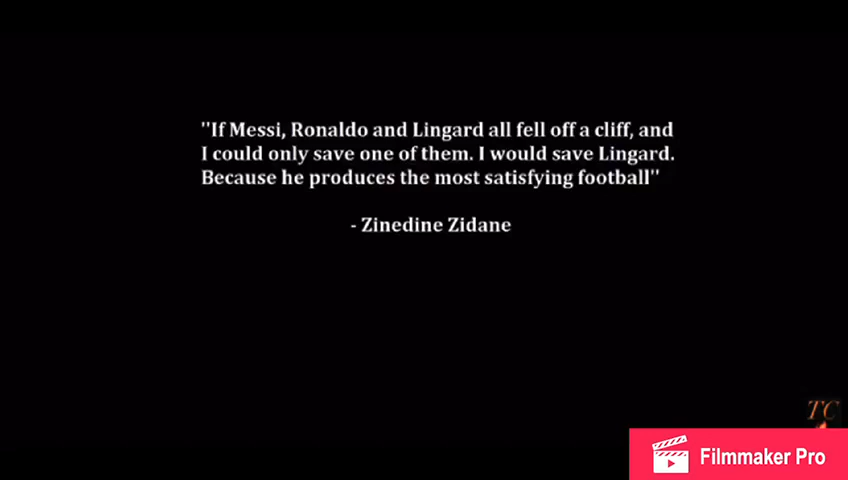 "If Messi, Ronaldo and Lingard all fell off a cliff, and
I could only save one of them. I would save Lingard.
Because he produces the most satisfying football"
- Zinedine Zidane
TC
Filmmaker Pro